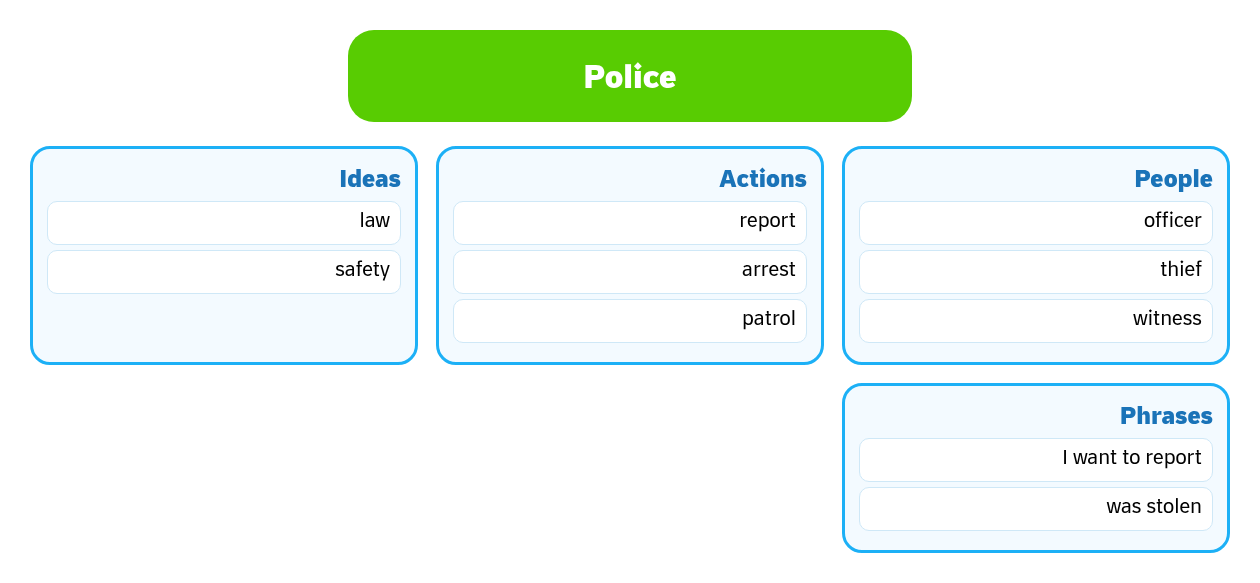 Police
People
officer
thief
witness
Actions
report
arrest
patrol
Ideas
law
safety
Phrases
I want to report
was stolen